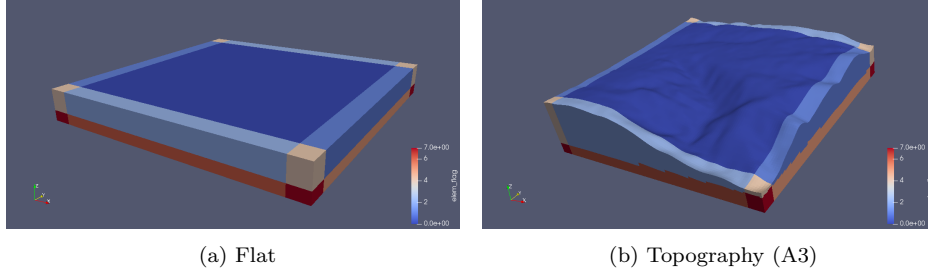 7.0e+00
6
4
2
0.0e+00
elem_flag
Z
Y
X
7.0e+00
6
4
2
0.0e+00
(a) Flat
(b) Topography (A3)